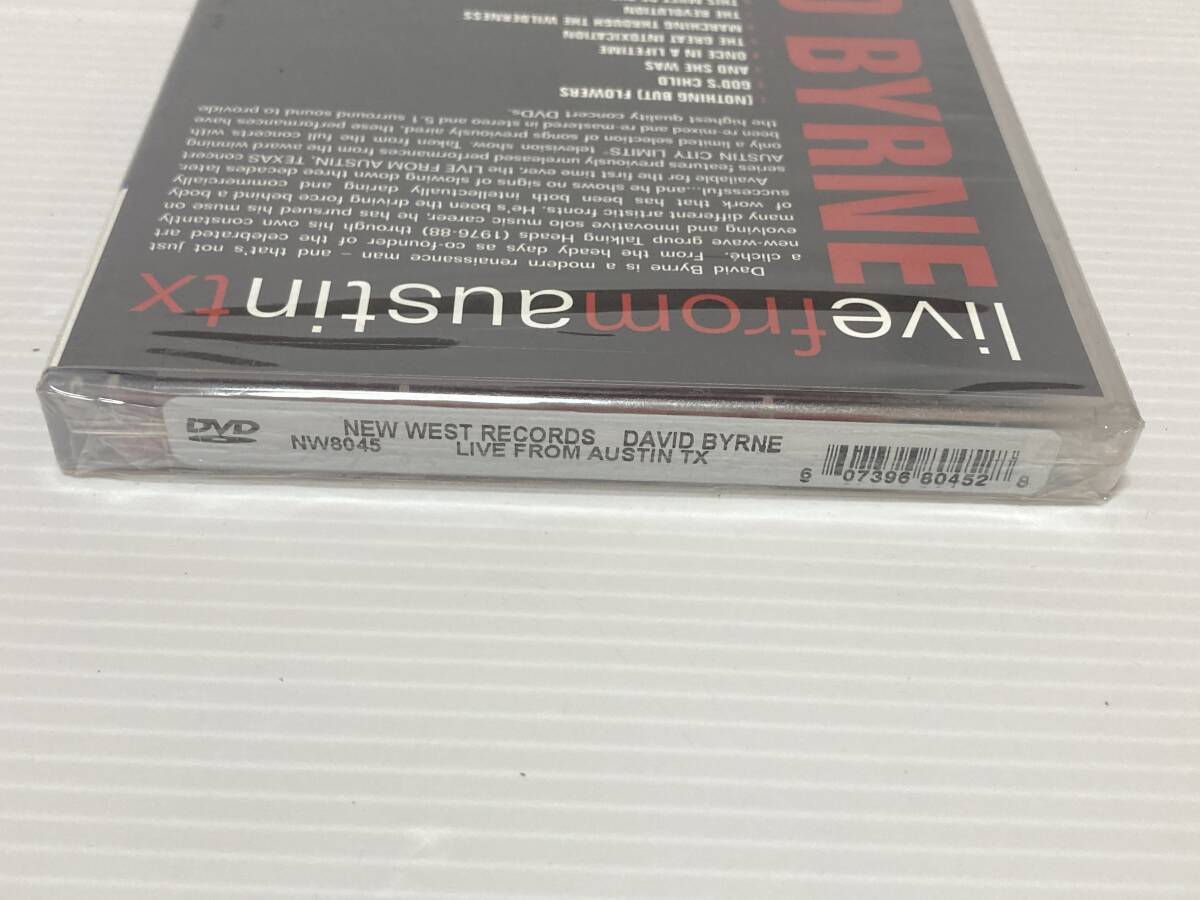 livefromaustintx
D BYRNE
David Byrne is a modern renaissance man – and that's not just
a cliché. From the heady days as co-founder of the celebrated art
new-wave group Talking Heads (1976-88) through his own constantly
evolving and innovative solo music career, he has pursued his muse on
many different artistic fronts. He's been the driving force behind a body
of work that has been both intellectually daring and commercially
successful...and he shows no signs of slowing down three decades later.
Available for the first time ever, the LIVE FROM AUSTIN, TEXAS concert
series features previously unreleased performances from the award winning
AUSTIN CITY LIMITS® television show. Taken from the full concerts with
only a limited selection of songs previously aired, these performances have
been re-mixed and re-mastered in stereo and 5.1 surround sound to provide
the highest quality concert DVDs.
• (NOTHING BUT) FLOWERS
• GOD'S CHILD
• AND SHE WAS
• ONCE IN A LIFETIME
• THE GREAT INTOXICATION
• MARCHING THROUGH THE WILDERNESS
• THE REVOLUTION
• THIS MUST BE
DVD
NEW WEST RECORDS DAVID BYRNE
NW8045 LIVE FROM AUSTIN TX
6 07396 80452 8